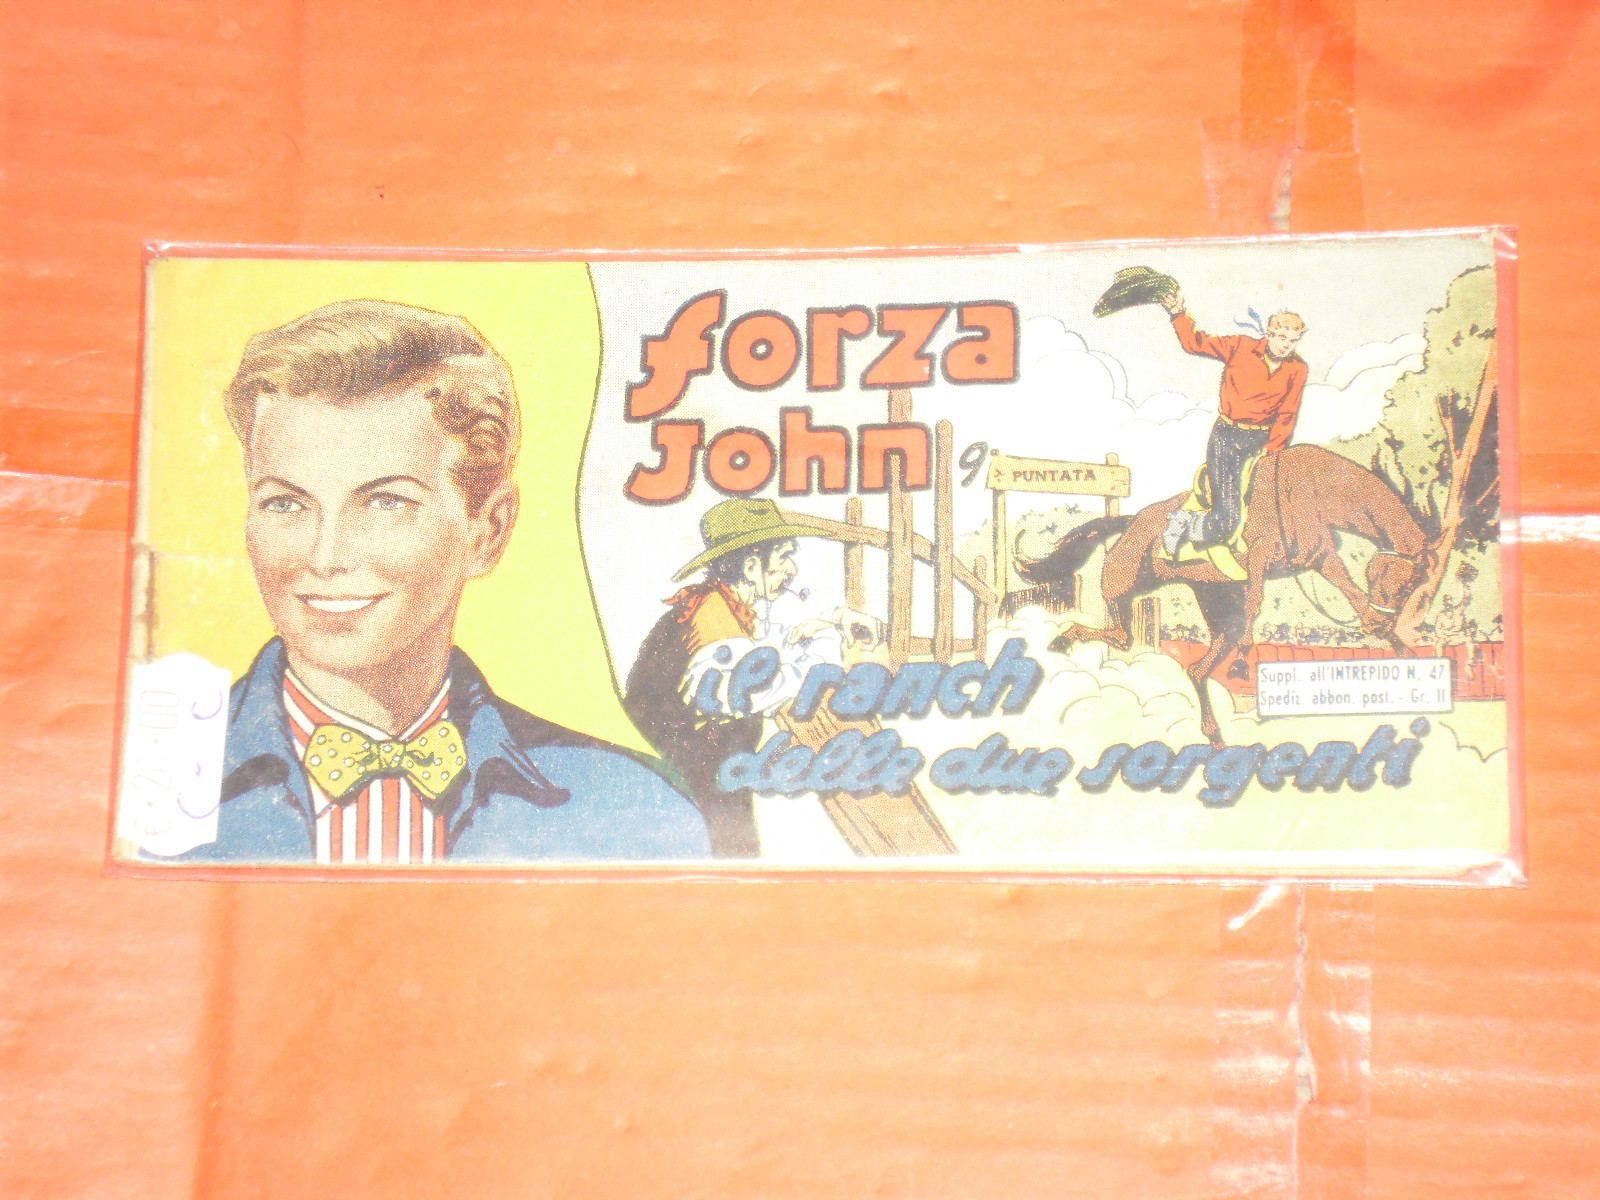 forza
John
9ª PUNTATA
il ranch
delle due sorgenti
Suppl. all'INTREPIDO N. 47
Spediz. abbon. post. - Gr. II